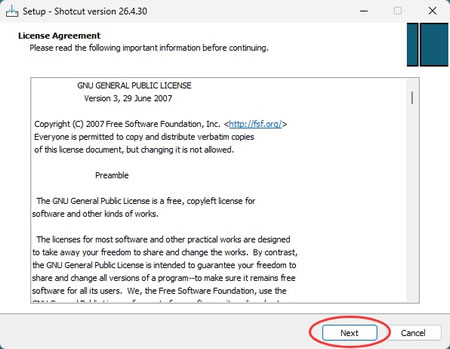 Setup - Shotcut version 26.4.30
License Agreement
Please read the following important information before continuing.
GNU GENERAL PUBLIC LICENSE
Version 3, 29 June 2007
Copyright (C) 2007 Free Software Foundation, Inc. <http://fsf.org/>
Everyone is permitted to copy and distribute verbatim copies
of this license document, but changing it is not allowed.
Preamble
The GNU General Public License is a free, copyleft license for
software and other kinds of works.
The licenses for most software and other practical works are designed
to take away your freedom to share and change the works. By contrast,
the GNU General Public License is intended to guarantee your freedom to
share and change all versions of a program--to make sure it remains free
software for all its users. We, the Free Software Foundation, use the
Next
Cancel